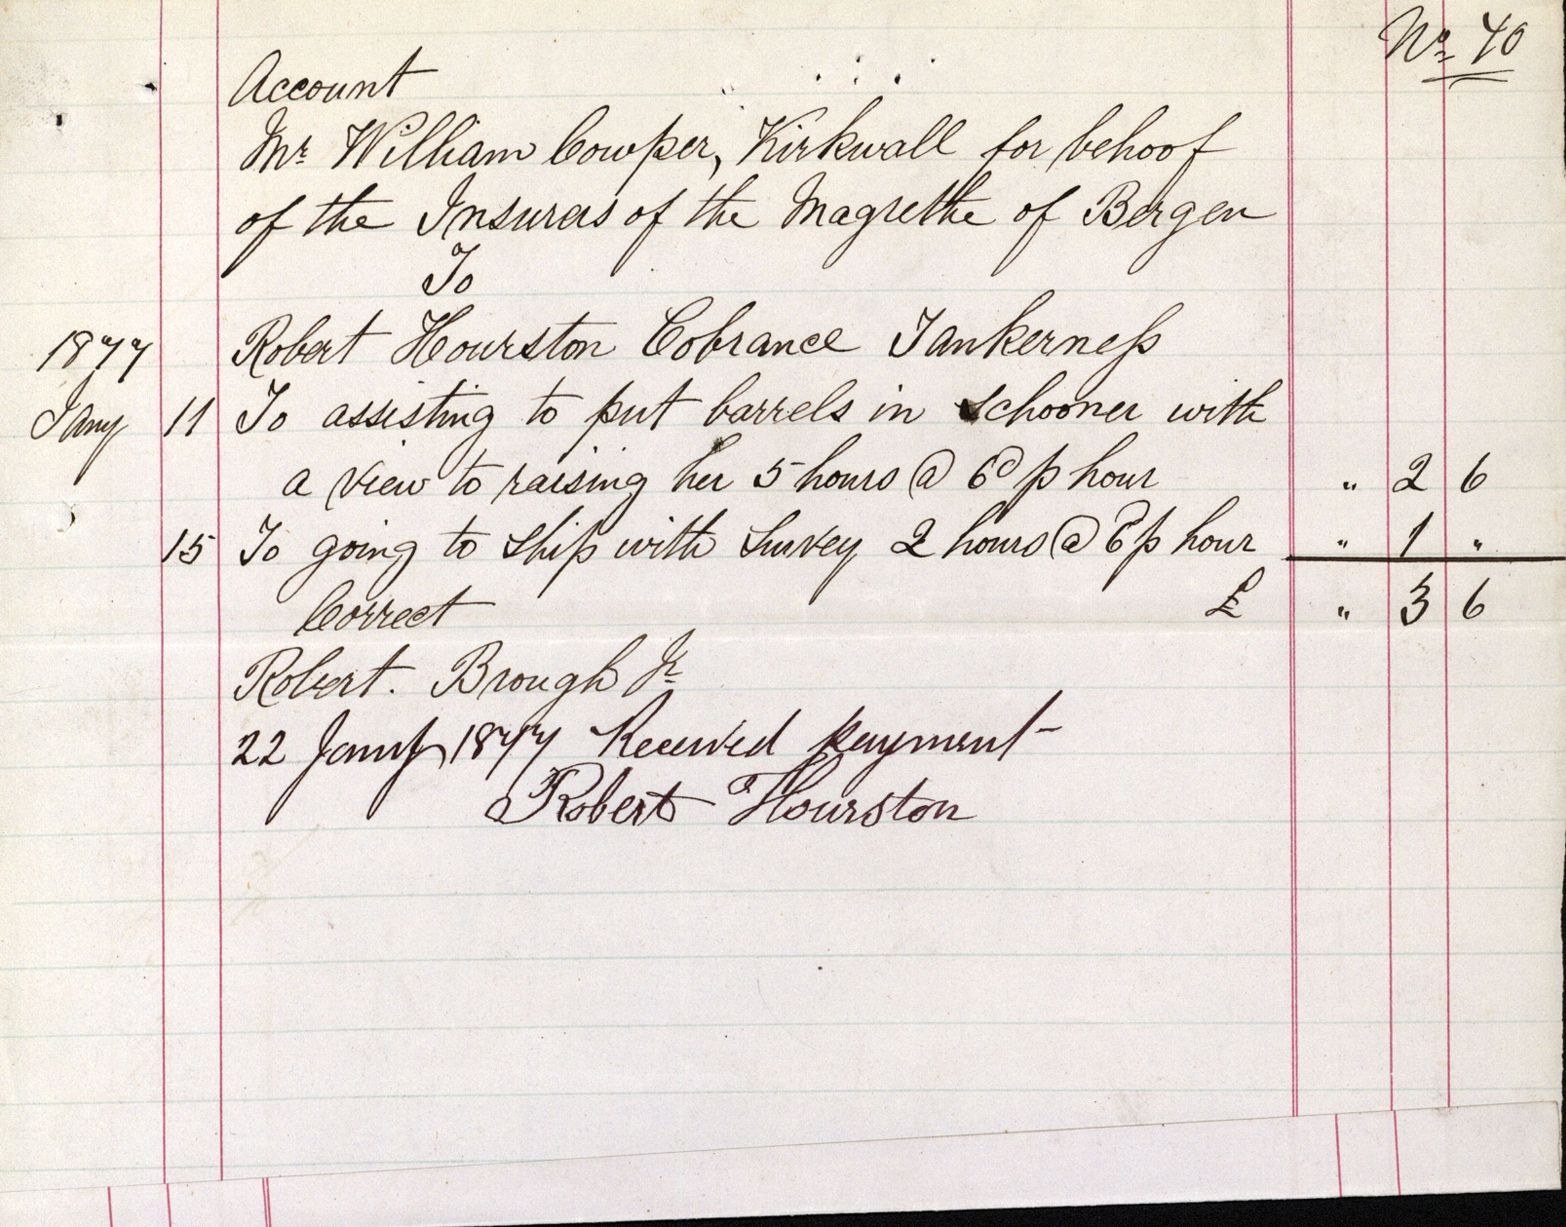 No. 40
Account
Mr. William Cowper, Kirkwall for behoof
of the Insurers of the Magrethe of Bergen
To
1877 Robert Hourston Cobrance Tankerness
Jany 11 To assisting to put barrels in schooner with
a view to raising her 5 hours @ 6d p hour " 2 6
15 To going to ship with Survey 2 hours @ 6d p hour " 1 "
Correct £ " 3 6
Robert. Brough Jr
22 Jany 1877 Received payment
Robert Hourston